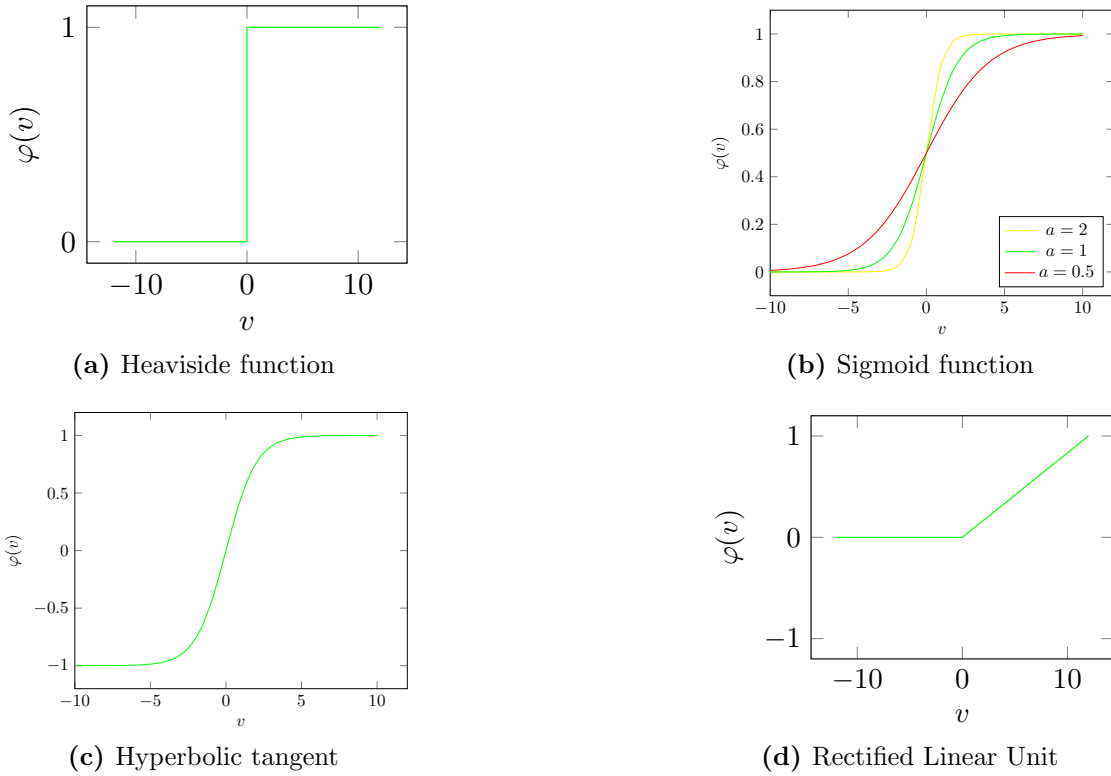 1
0
φ(v)
−10
0
10
v
(a) Heaviside function
1
0.8
0.6
0.4
0.2
0
φ(v)
−10
−5
0
5
10
v
a = 2
a = 1
a = 0.5
(b) Sigmoid function
1
0.5
0
−0.5
−1
φ(v)
−10
−5
0
5
10
v
(c) Hyperbolic tangent
1
0
−1
φ(v)
−10
0
10
v
(d) Rectified Linear Unit